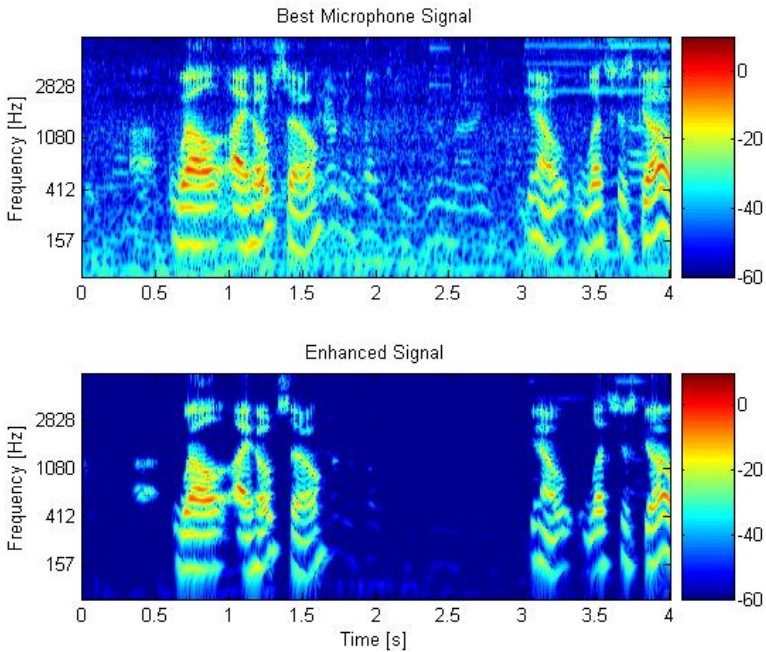 Best Microphone Signal
Frequency [Hz]
2828
1080
412
157
0 0.5 1 1.5 2 2.5 3 3.5 4
0
-20
-40
-60
Enhanced Signal
Frequency [Hz]
2828
1080
412
157
0 0.5 1 1.5 2 2.5 3 3.5 4
Time [s]
0
-20
-40
-60